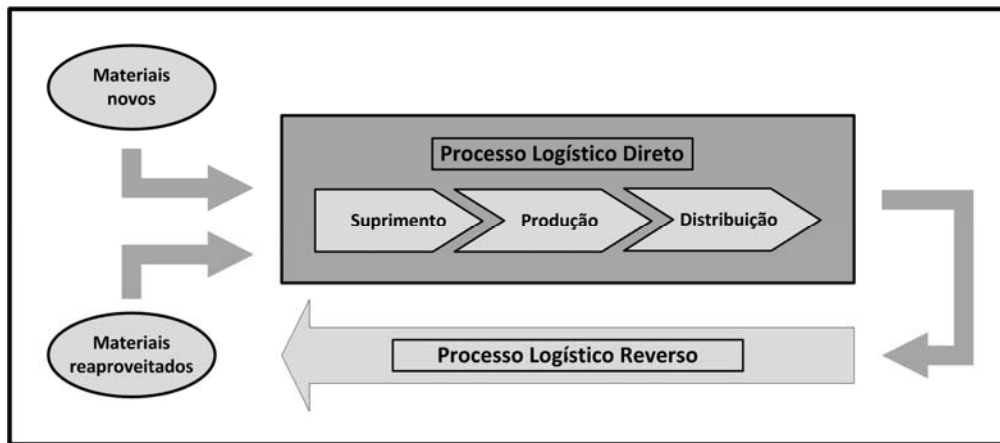 Materiais
novos
Processo Logístico Direto
Suprimento
Produção
Distribuição
Materiais
reaproveitados
Processo Logístico Reverso